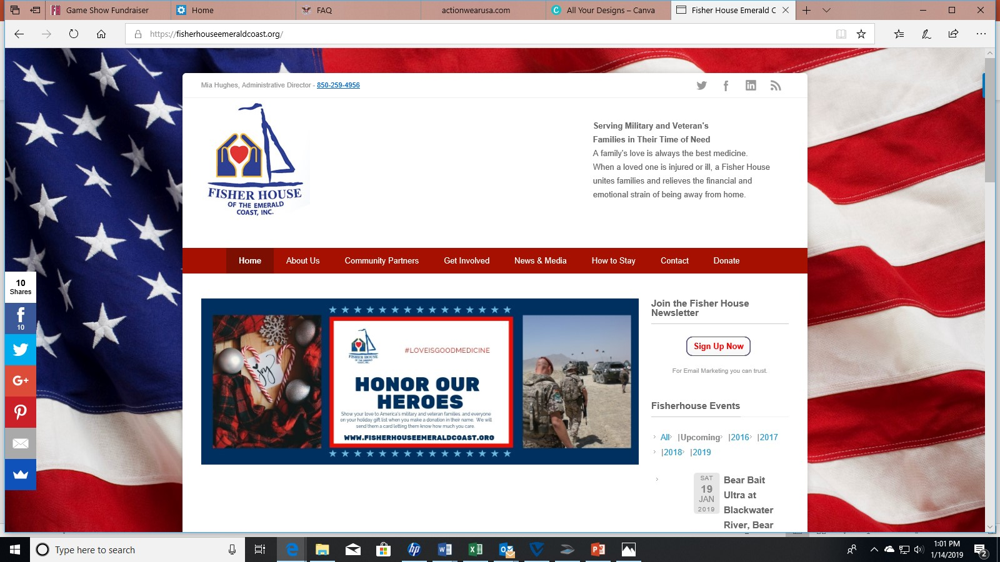 Game Show Fundraiser
Home
FAQ
actionwearusa.com
All Your Designs – Canva
Fisher House Emerald C
https://fisherhouseemeraldcoast.org/
Mia Hughes, Administrative Director - 850-259-4956
FISHER HOUSE
OF THE EMERALD
COAST, INC.
Serving Military and Veteran's
Families in Their Time of Need
A family's love is always the best medicine.
When a loved one is injured or ill, a Fisher House
unites families and relieves the financial and
emotional strain of being away from home.
Home
About Us
Community Partners
Get Involved
News & Media
How to Stay
Contact
Donate
10
Shares
10
G+
joy
FISHER HOUSE
OF THE EMERALD
COAST, INC.
#LOVEISGOODMEDICINE
HONOR OUR
HEROES
Show your love to America's military and veteran families, and everyone
on your holiday gift list when you make a donation in their name. We will
send them a card letting them know how much you care.
WWW.FISHERHOUSEEMERALDCOAST.ORG
Join the Fisher House
Newsletter
Sign Up Now
For Email Marketing you can trust.
Fisherhouse Events
All |Upcoming |2016 |2017
|2018 |2019
SAT
19
JAN
2019
Bear Bait
Ultra at
Blackwater
River, Bear
Type here to search
1:01 PM
1/14/2019
2